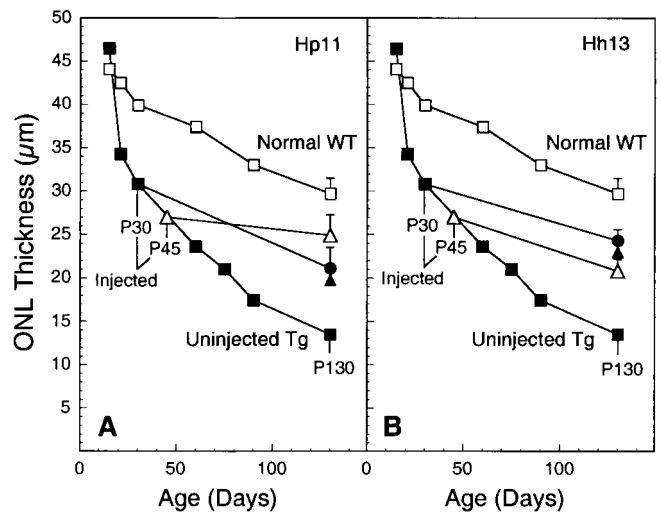 50
45
40
35
30
25
20
15
10
5
ONL Thickness (µm)
Hp11
Normal WT
P30
P45
Injected
Uninjected Tg
P130
A
0
50
100
Age (Days)
Hh13
Normal WT
P30
P45
Injected
Uninjected Tg
P130
B
0
50
100
Age (Days)